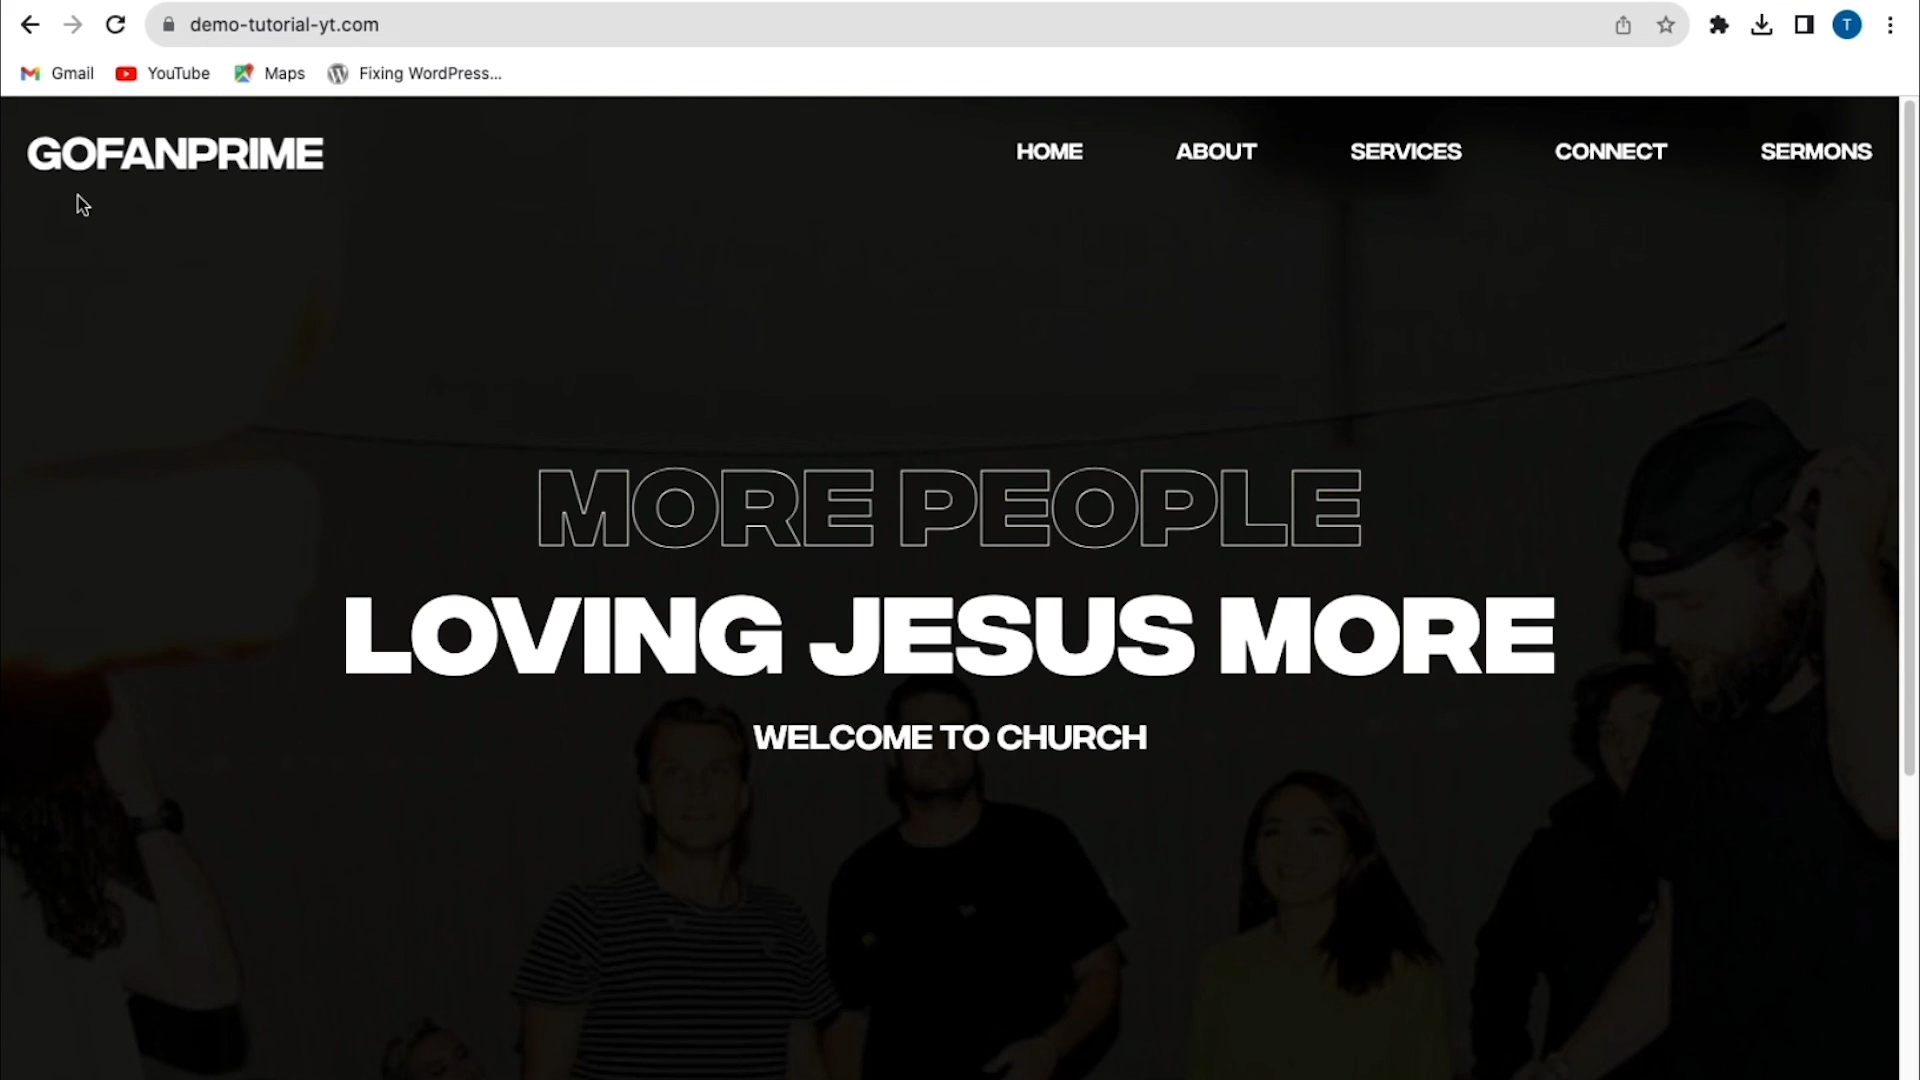 demo-tutorial-yt.com
T
Gmail YouTube Maps Fixing WordPress...
GOFANPRIME
HOME ABOUT SERVICES CONNECT SERMONS
MORE PEOPLE
LOVING JESUS MORE
WELCOME TO CHURCH